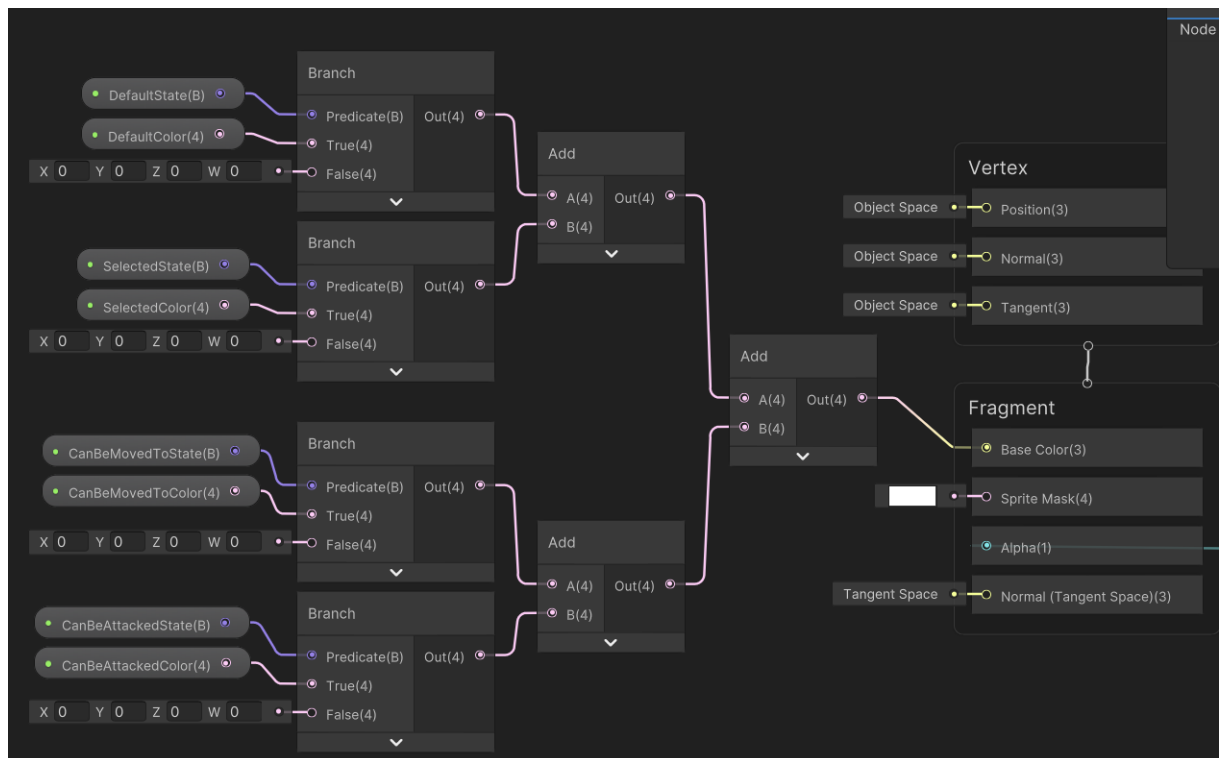 Node
Branch
DefaultState(B)
Predicate(B)
Out(4)
DefaultColor(4)
True(4)
X 0 Y 0 Z 0 W 0
False(4)
Add
A(4)
Out(4)
B(4)
Branch
SelectedState(B)
Predicate(B)
Out(4)
SelectedColor(4)
True(4)
X 0 Y 0 Z 0 W 0
False(4)
Branch
CanBeMovedToState(B)
Predicate(B)
Out(4)
CanBeMovedToColor(4)
True(4)
X 0 Y 0 Z 0 W 0
False(4)
Add
A(4)
Out(4)
B(4)
Branch
CanBeAttackedState(B)
Predicate(B)
Out(4)
CanBeAttackedColor(4)
True(4)
X 0 Y 0 Z 0 W 0
False(4)
Add
A(4)
Out(4)
B(4)
Vertex
Object Space
Position(3)
Object Space
Normal(3)
Object Space
Tangent(3)
Fragment
Base Color(3)
Sprite Mask(4)
Alpha(1)
Tangent Space
Normal (Tangent Space)(3)